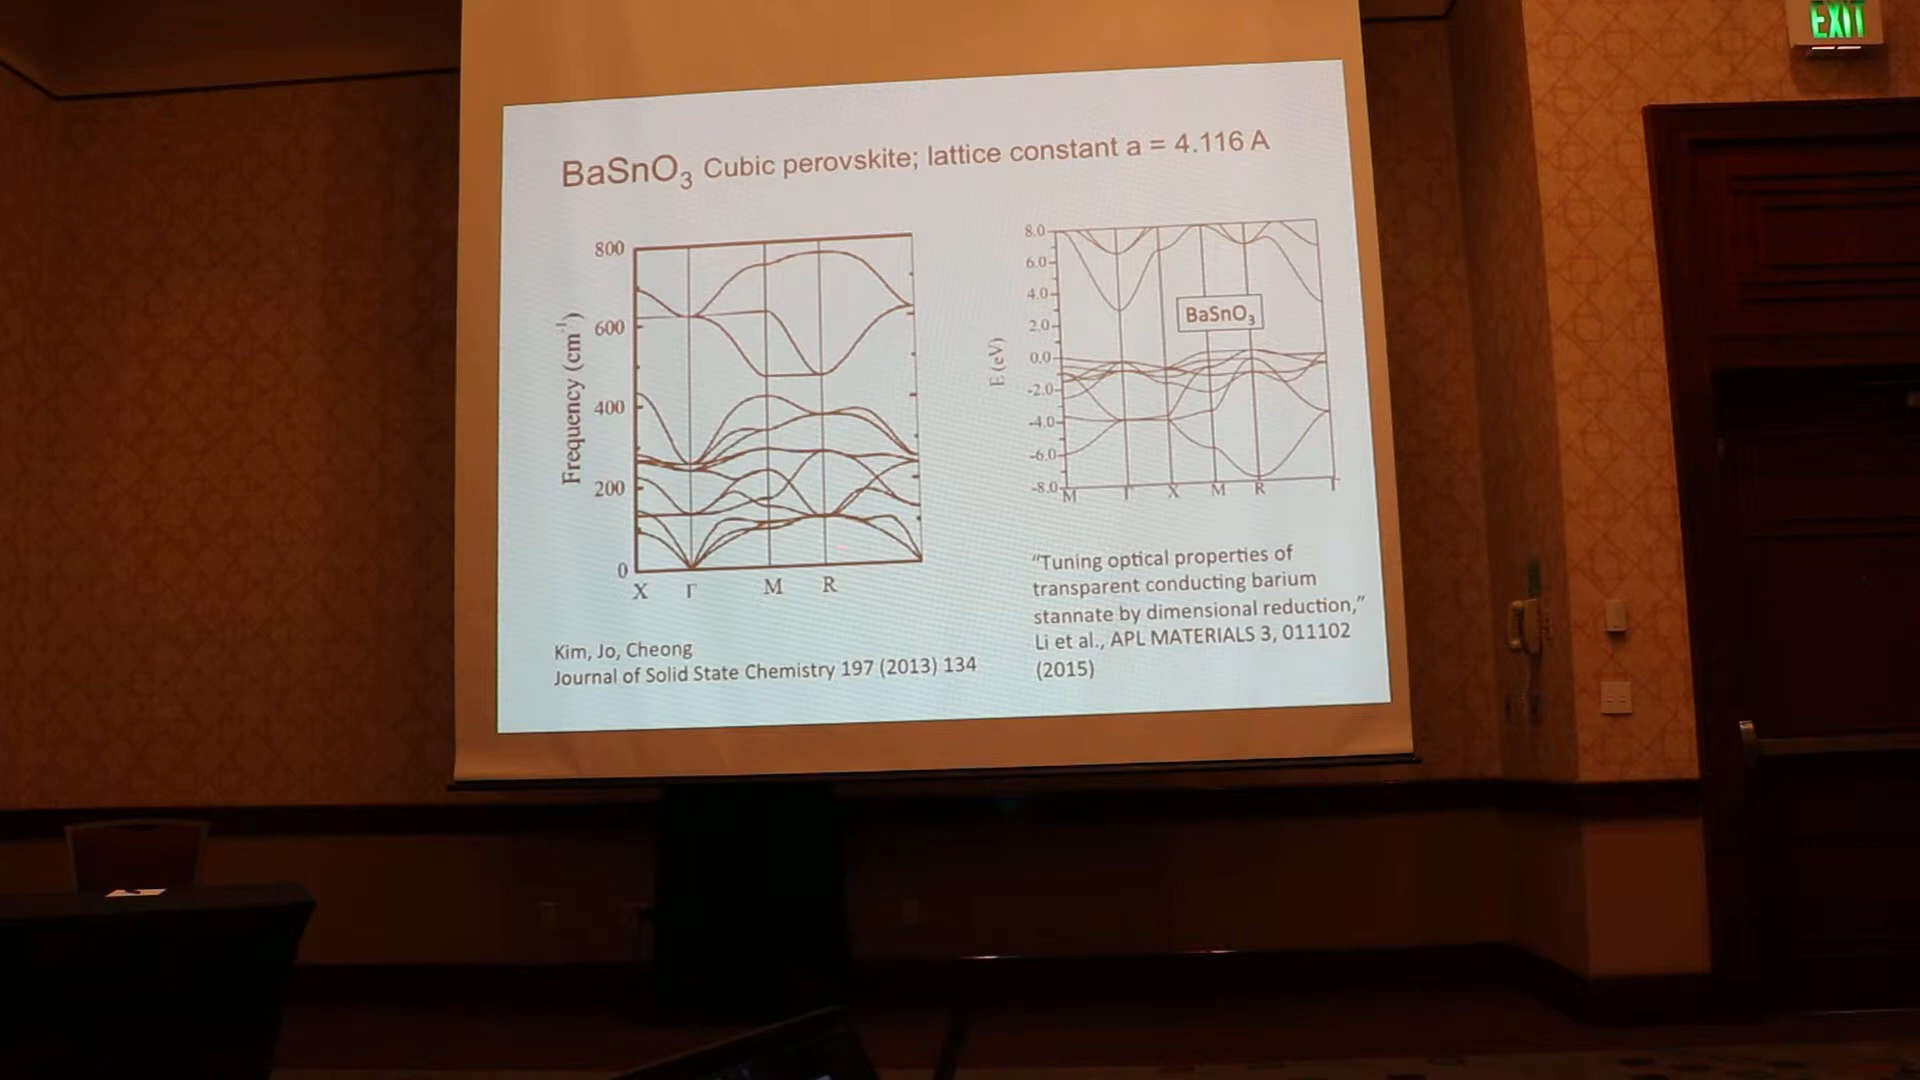 EXIT
BaSnO3 Cubic perovskite; lattice constant a = 4.116 A
800
600
400
200
0
Frequency (cm-1)
X Γ M R
8.0
6.0
4.0
2.0
0.0
-2.0
-4.0
-6.0
-8.0
E (eV)
BaSnO3
M Γ X M R Γ
Kim, Jo, Cheong
Journal of Solid State Chemistry 197 (2013) 134
"Tuning optical properties of
transparent conducting barium
stannate by dimensional reduction,"
Li et al., APL MATERIALS 3, 011102
(2015)